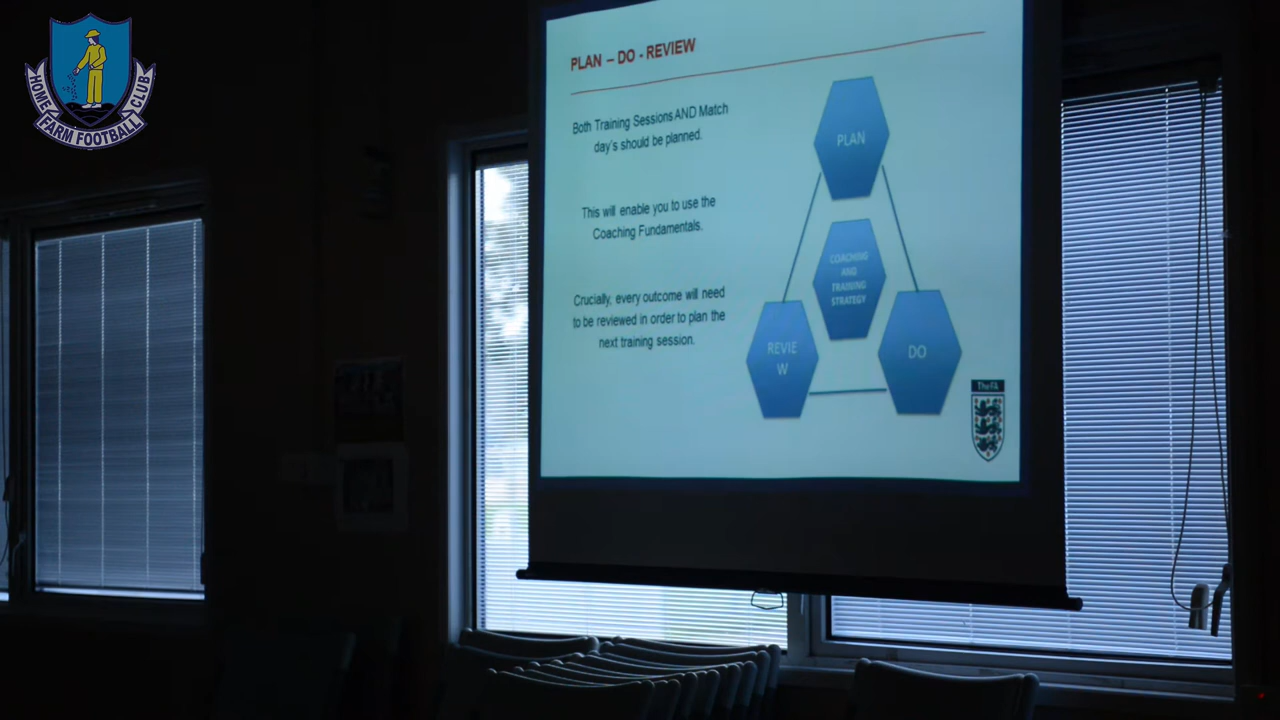 HOME FARM FOOTBALL CLUB
PLAN – DO - REVIEW
Both Training Sessions AND Match
day's should be planned.
This will enable you to use the
Coaching Fundamentals.
Crucially, every outcome will need
to be reviewed in order to plan the
next training session.
PLAN
COACHING
AND
TRAINING
STRATEGY
REVIE
W
DO
The FA